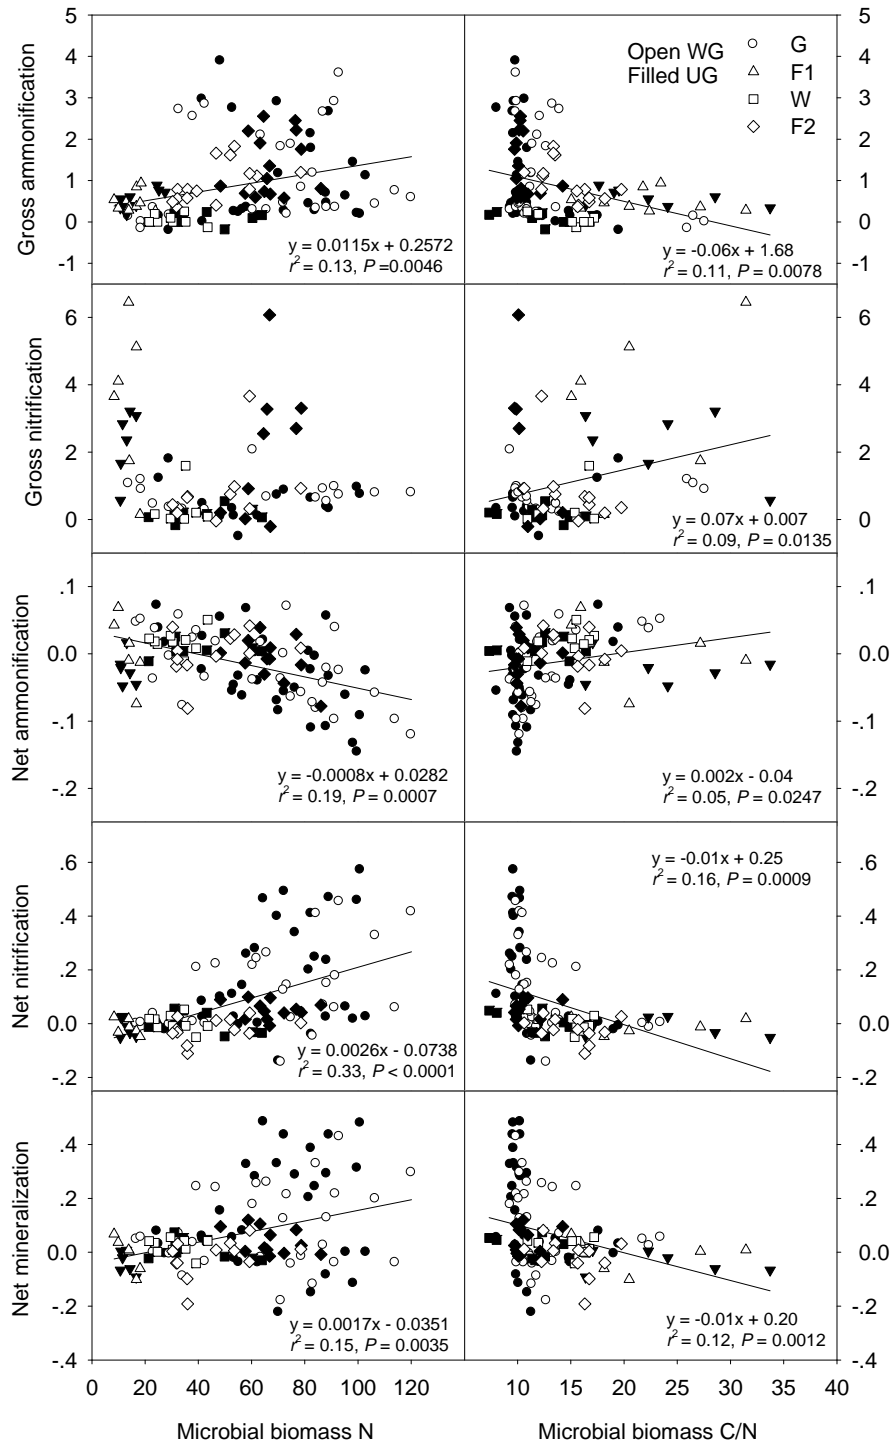 Gross ammonification
5
4
3
2
1
0
-1
y = 0.0115x + 0.2572
r² = 0.13, P =0.0046
Open WG
Filled UG
G
F1
W
F2
y = -0.06x + 1.68
r² = 0.11, P = 0.0078
5
4
3
2
1
0
-1
Gross nitrification
6
4
2
0
y = 0.07x + 0.007
r² = 0.09, P = 0.0135
6
4
2
0
Net ammonification
.1
0.0
-.1
-.2
y = -0.0008x + 0.0282
r² = 0.19, P = 0.0007
y = 0.002x - 0.04
r² = 0.05, P = 0.0247
.1
0.0
-.1
-.2
Net nitrification
.6
.4
.2
0.0
-.2
y = 0.0026x - 0.0738
r² = 0.33, P < 0.0001
y = -0.01x + 0.25
r² = 0.16, P = 0.0009
.6
.4
.2
0.0
-.2
Net mineralization
.4
.2
0.0
-.2
-.4
y = 0.0017x - 0.0351
r² = 0.15, P = 0.0035
y = -0.01x + 0.20
r² = 0.12, P = 0.0012
.4
.2
0.0
-.2
-.4
0 20 40 60 80 100 120
10 15 20 25 30 35 40
Microbial biomass N
Microbial biomass C/N